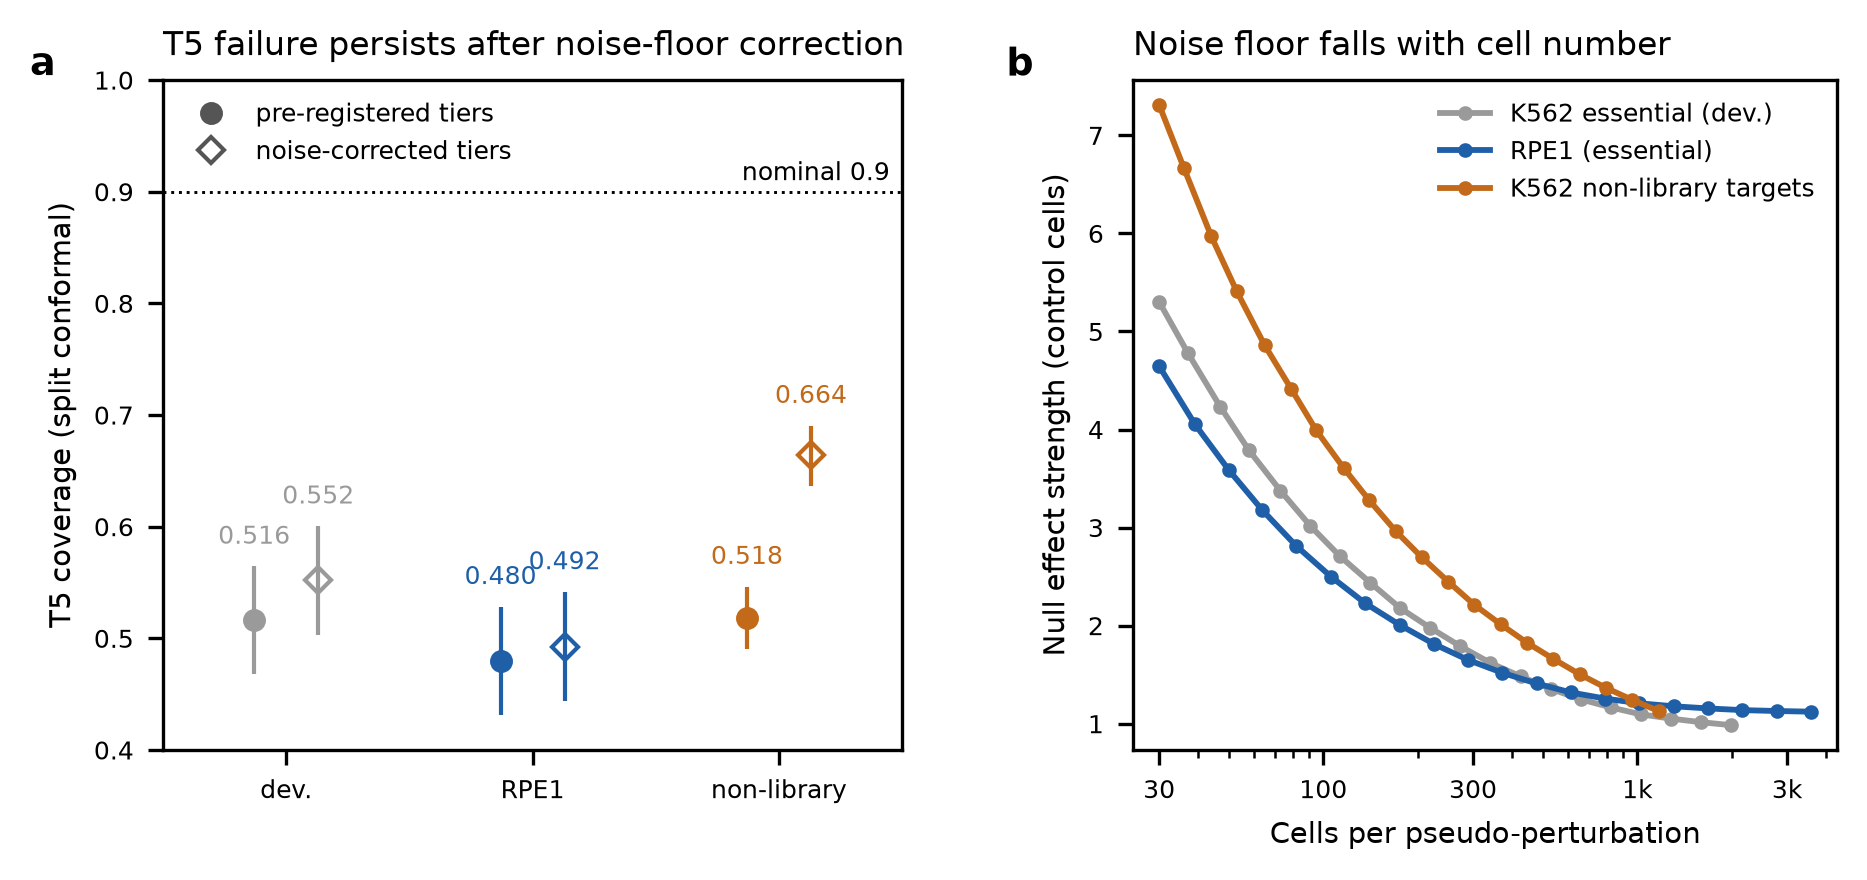 a
T5 failure persists after noise-floor correction
1.0
0.9
0.8
0.7
0.6
0.5
0.4
T5 coverage (split conformal)
pre-registered tiers
noise-corrected tiers
nominal 0.9
0.516
0.552
0.480
0.492
0.518
0.664
dev.
RPE1
non-library
b
Noise floor falls with cell number
7
6
5
4
3
2
1
Null effect strength (control cells)
K562 essential (dev.)
RPE1 (essential)
K562 non-library targets
30
100
300
1k
3k
Cells per pseudo-perturbation